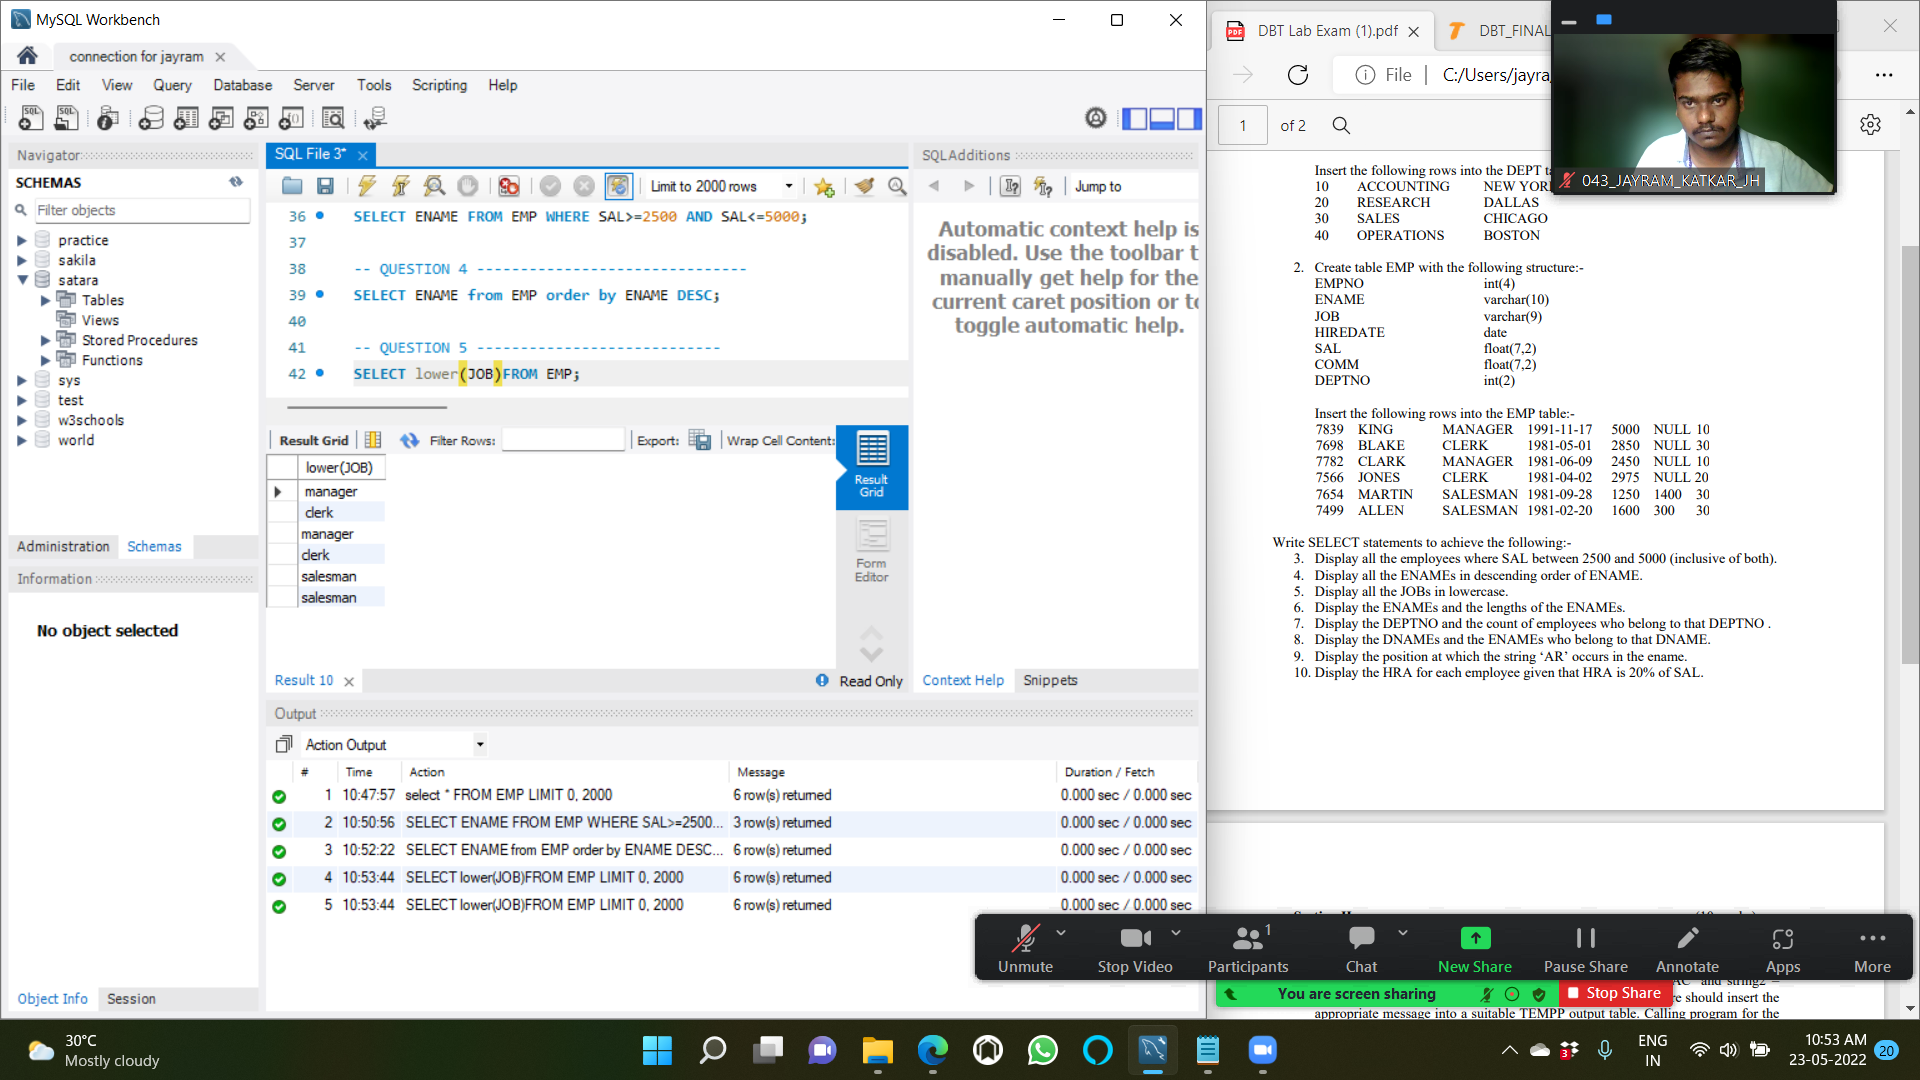 MySQL Workbench
connection for jayram
File Edit View Query Database Server Tools Scripting Help
Navigator
SCHEMAS
Filter objects
practice
sakila
satara
Tables
Views
Stored Procedures
Functions
sys
test
w3schools
world
Administration Schemas
Information
No object selected
Object Info Session
SQL File 3*
Limit to 2000 rows
36 SELECT ENAME FROM EMP WHERE SAL>=2500 AND SAL<=5000;
37
38 -- QUESTION 4 -------------------------------
39 SELECT ENAME from EMP order by ENAME DESC;
40
41 -- QUESTION 5 ----------------------------
42 SELECT lower(JOB)FROM EMP;
Result Grid Filter Rows: Export: Wrap Cell Content:
lower(JOB)
manager
clerk
manager
clerk
salesman
salesman
Result Grid
Form Editor
Result 10 Read Only
SQLAdditions
Jump to
Automatic context help is
disabled. Use the toolbar t
manually get help for the
current caret position or to
toggle automatic help.
Context Help Snippets
Output
Action Output
# Time Action Message Duration / Fetch
1 10:47:57 select * FROM EMP LIMIT 0, 2000 6 row(s) returned 0.000 sec / 0.000 sec
2 10:50:56 SELECT ENAME FROM EMP WHERE SAL>=2500... 3 row(s) returned 0.000 sec / 0.000 sec
3 10:52:22 SELECT ENAME from EMP order by ENAME DESC... 6 row(s) returned 0.000 sec / 0.000 sec
4 10:53:44 SELECT lower(JOB)FROM EMP LIMIT 0, 2000 6 row(s) returned 0.000 sec / 0.000 sec
5 10:53:44 SELECT lower(JOB)FROM EMP LIMIT 0, 2000 6 row(s) returned 0.000 sec / 0.000 sec
DBT Lab Exam (1).pdf DBT_FINAL
File C:/Users/jayra
1 of 2
043_JAYRAM_KATKAR_JH
Insert the following rows into the DEPT ta
10 ACCOUNTING NEW YOR
20 RESEARCH DALLAS
30 SALES CHICAGO
40 OPERATIONS BOSTON
2. Create table EMP with the following structure:-
EMPNO int(4)
ENAME varchar(10)
JOB varchar(9)
HIREDATE date
SAL float(7,2)
COMM float(7,2)
DEPTNO int(2)
Insert the following rows into the EMP table:-
7839 KING MANAGER 1991-11-17 5000 NULL 10
7698 BLAKE CLERK 1981-05-01 2850 NULL 30
7782 CLARK MANAGER 1981-06-09 2450 NULL 10
7566 JONES CLERK 1981-04-02 2975 NULL 20
7654 MARTIN SALESMAN 1981-09-28 1250 1400 30
7499 ALLEN SALESMAN 1981-02-20 1600 300 30
Write SELECT statements to achieve the following:-
3. Display all the employees where SAL between 2500 and 5000 (inclusive of both).
4. Display all the ENAMEs in descending order of ENAME.
5. Display all the JOBs in lowercase.
6. Display the ENAMEs and the lengths of the ENAMEs.
7. Display the DEPTNO and the count of employees who belong to that DEPTNO .
8. Display the DNAMEs and the ENAMEs who belong to that DNAME.
9. Display the position at which the string ‘AR’ occurs in the ename.
10. Display the HRA for each employee given that HRA is 20% of SAL.
Unmute Stop Video Participants 1 Chat New Share Pause Share Annotate Apps More
You are screen sharing Stop Share
re should insert the
appropriate message into a suitable TEMPP output table. Calling program for the
30°C
Mostly cloudy
3
ENG
IN
10:53 AM
23-05-2022
20